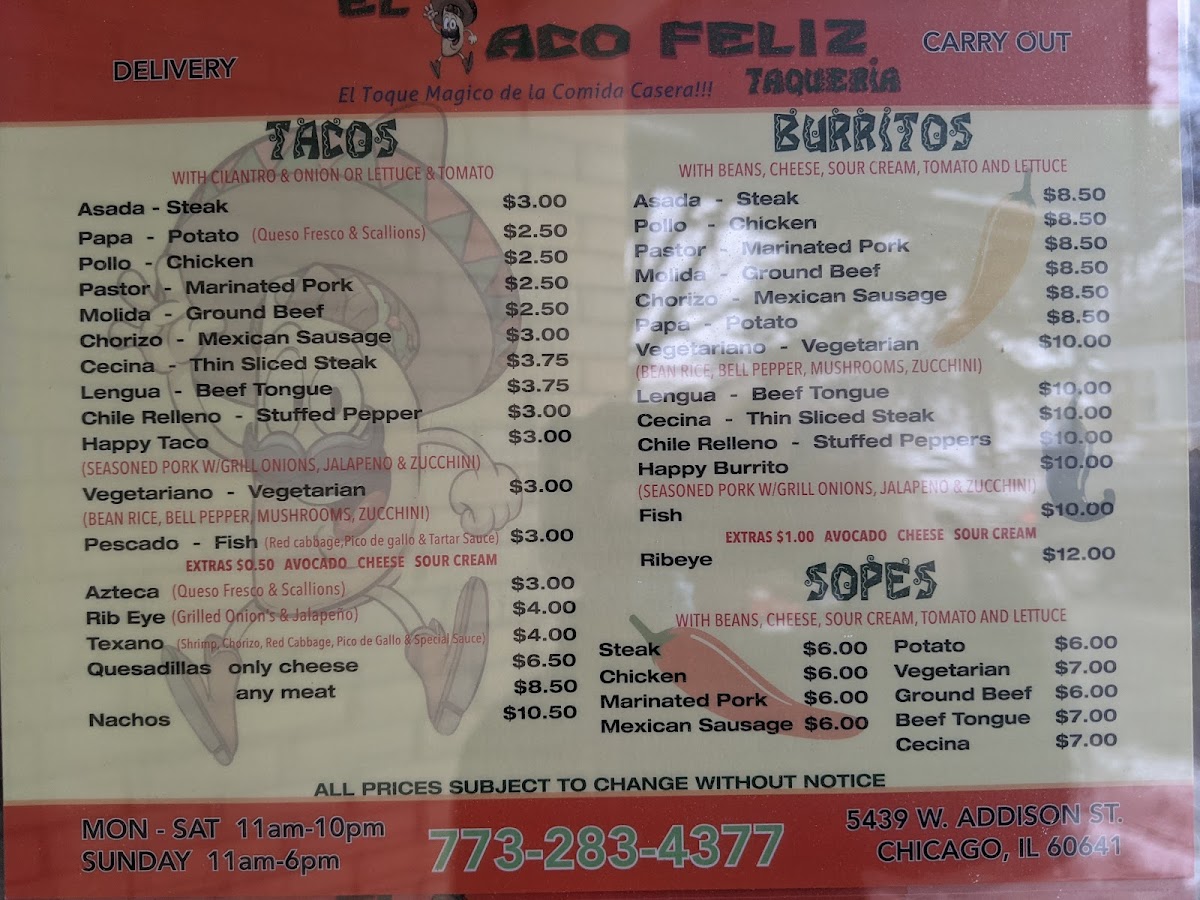 DELIVERY
EL TACO FELIZ
TAQUERIA
CARRY OUT
El Toque Magico de la Comida Casera!!!
TACOS
WITH CILANTRO & ONION OR LETTUCE & TOMATO
Asada - Steak $3.00
Papa - Potato (Queso Fresco & Scallions) $2.50
Pollo - Chicken $2.50
Pastor - Marinated Pork $2.50
Molida - Ground Beef $2.50
Chorizo - Mexican Sausage $3.00
Cecina - Thin Sliced Steak $3.75
Lengua - Beef Tongue $3.75
Chile Relleno - Stuffed Pepper $3.00
Happy Taco $3.00
(SEASONED PORK W/GRILL ONIONS, JALAPENO & ZUCCHINI)
Vegetariano - Vegetarian $3.00
(BEAN RICE, BELL PEPPER, MUSHROOMS, ZUCCHINI)
Pescado - Fish (Red cabbage,Pico de gallo & Tartar Sauce) $3.00
EXTRAS $0.50 AVOCADO CHEESE SOUR CREAM
Azteca (Queso Fresco & Scallions) $3.00
Rib Eye (Grilled Onion's & Jalapeño) $4.00
Texano (Shrimp, Chorizo, Red Cabbage, Pico de Gallo & Special Sauce) $4.00
Quesadillas only cheese $6.50
any meat $8.50
Nachos $10.50
BURRITOS
WITH BEANS, CHEESE, SOUR CREAM, TOMATO AND LETTUCE
Asada - Steak $8.50
Pollo - Chicken $8.50
Pastor - Marinated Pork $8.50
Molida - Ground Beef $8.50
Chorizo - Mexican Sausage $8.50
Papa - Potato $8.50
Vegetariano - Vegetarian $10.00
(BEAN RICE, BELL PEPPER, MUSHROOMS, ZUCCHINI)
Lengua - Beef Tongue $10.00
Cecina - Thin Sliced Steak $10.00
Chile Relleno - Stuffed Peppers $10.00
Happy Burrito $10.00
(SEASONED PORK W/GRILL ONIONS, JALAPENO & ZUCCHINI)
Fish $10.00
EXTRAS $1.00 AVOCADO CHEESE SOUR CREAM
Ribeye $12.00
SOPES
WITH BEANS, CHEESE, SOUR CREAM, TOMATO AND LETTUCE
Steak $6.00
Chicken $6.00
Marinated Pork $6.00
Mexican Sausage $6.00
Potato $6.00
Vegetarian $7.00
Ground Beef $6.00
Beef Tongue $7.00
Cecina $7.00
ALL PRICES SUBJECT TO CHANGE WITHOUT NOTICE
MON - SAT 11am-10pm
SUNDAY 11am-6pm
773-283-4377
5439 W. ADDISON ST.
CHICAGO, IL 60641